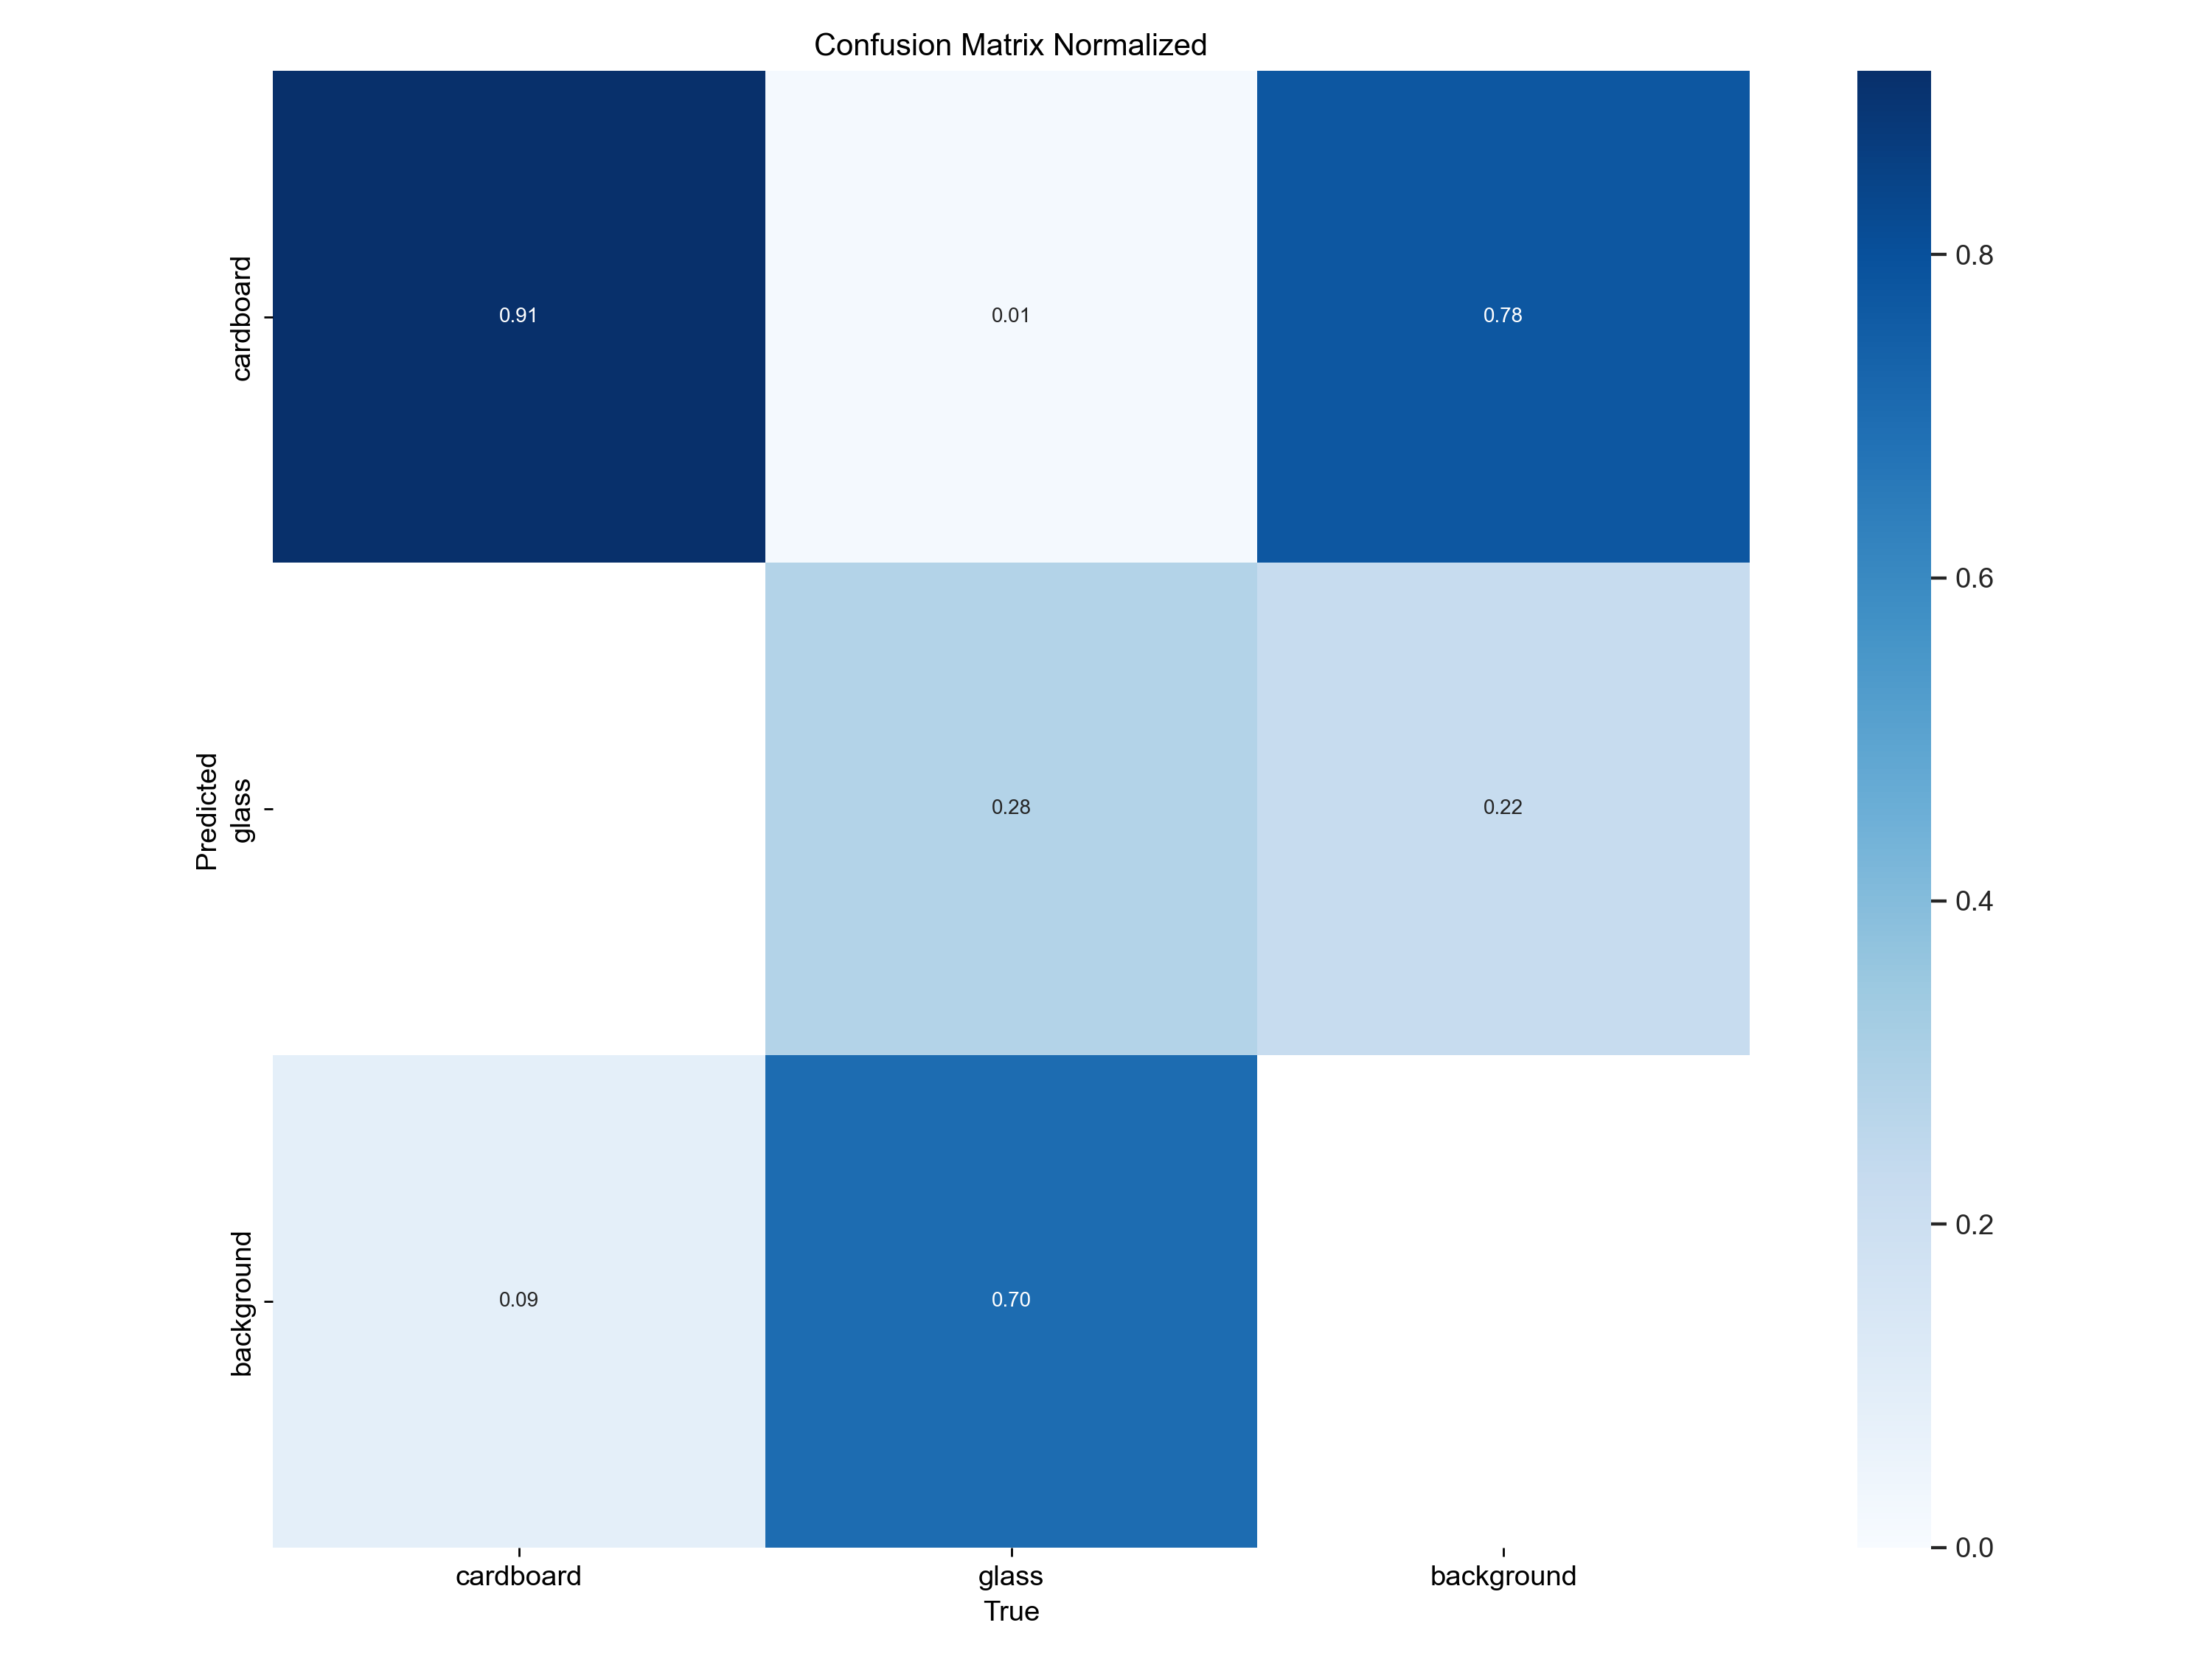 Confusion Matrix Normalized
cardboard
0.91
0.01
0.78
0.8
0.6
Predicted
glass
0.28
0.22
0.4
background
0.09
0.70
0.2
0.0
cardboard
glass
background
True